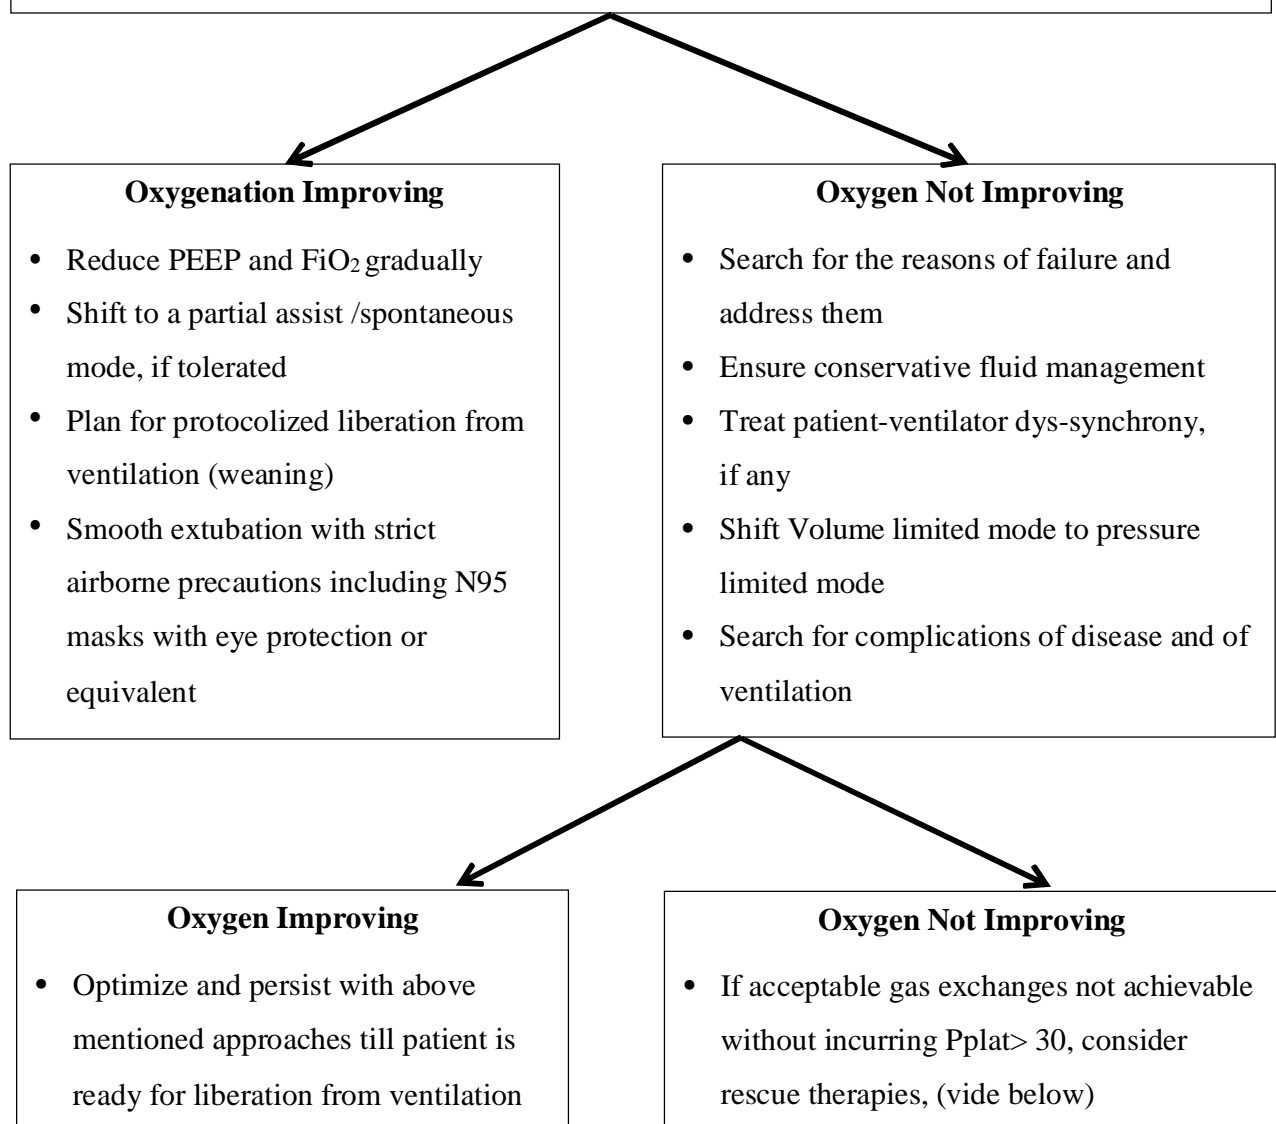 Oxygenation Improving
• Reduce PEEP and FiO2 gradually
• Shift to a partial assist /spontaneous
mode, if tolerated
• Plan for protocolized liberation from
ventilation (weaning)
• Smooth extubation with strict
airborne precautions including N95
masks with eye protection or
equivalent
Oxygen Not Improving
• Search for the reasons of failure and
address them
• Ensure conservative fluid management
• Treat patient-ventilator dys-synchrony,
if any
• Shift Volume limited mode to pressure
limited mode
• Search for complications of disease and of
ventilation
Oxygen Improving
• Optimize and persist with above
mentioned approaches till patient is
ready for liberation from ventilation
Oxygen Not Improving
• If acceptable gas exchanges not achievable
without incurring Pplat> 30, consider
rescue therapies, (vide below)